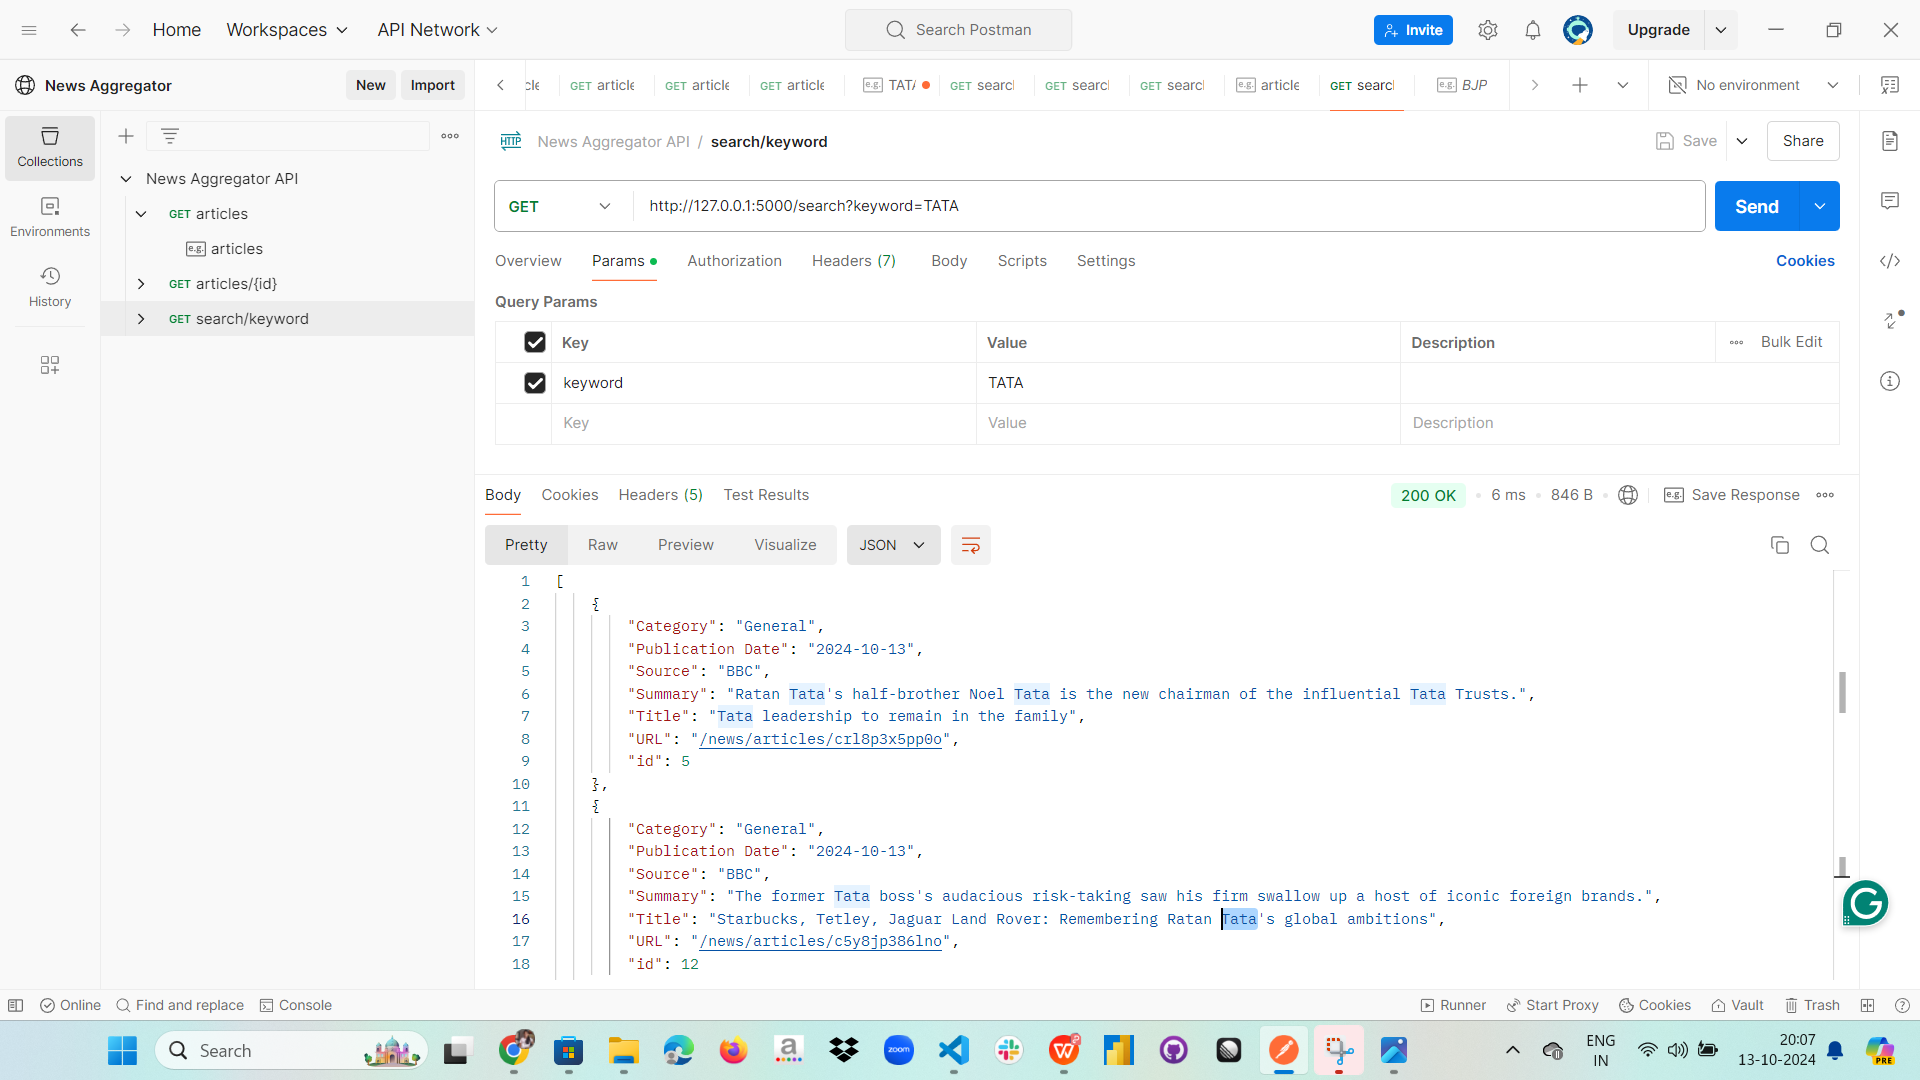 Home
Workspaces
API Network
Search Postman
Invite
Upgrade
News Aggregator
New
Import
GET article
GET article
GET article
e.g. TATA
GET search
GET search
GET search
e.g. article
GET search
e.g. BJP
No environment
Collections
Environments
History
News Aggregator API
GET articles
e.g. articles
GET articles/{id}
GET search/keyword
HTTP News Aggregator API / search/keyword
Save
Share
GET
http://127.0.0.1:5000/search?keyword=TATA
Send
Overview
Params
Authorization
Headers (7)
Body
Scripts
Settings
Cookies
Query Params
Key Value Description Bulk Edit
keyword TATA
Key Value Description
Body Cookies Headers (5) Test Results
200 OK 6 ms 846 B e.g. Save Response
Pretty Raw Preview Visualize JSON
1 [
2 {
3 "Category": "General",
4 "Publication Date": "2024-10-13",
5 "Source": "BBC",
6 "Summary": "Ratan Tata's half-brother Noel Tata is the new chairman of the influential Tata Trusts.",
7 "Title": "Tata leadership to remain in the family",
8 "URL": "/news/articles/crl8p3x5pp0o",
9 "id": 5
10 },
11 {
12 "Category": "General",
13 "Publication Date": "2024-10-13",
14 "Source": "BBC",
15 "Summary": "The former Tata boss's audacious risk-taking saw his firm swallow up a host of iconic foreign brands.",
16 "Title": "Starbucks, Tetley, Jaguar Land Rover: Remembering Ratan Tata's global ambitions",
17 "URL": "/news/articles/c5y8jp386lno",
18 "id": 12
Online
Find and replace
Console
Runner
Start Proxy
Cookies
Vault
Trash
Search
a
zoom
ENG
IN
20:07
13-10-2024
PRE